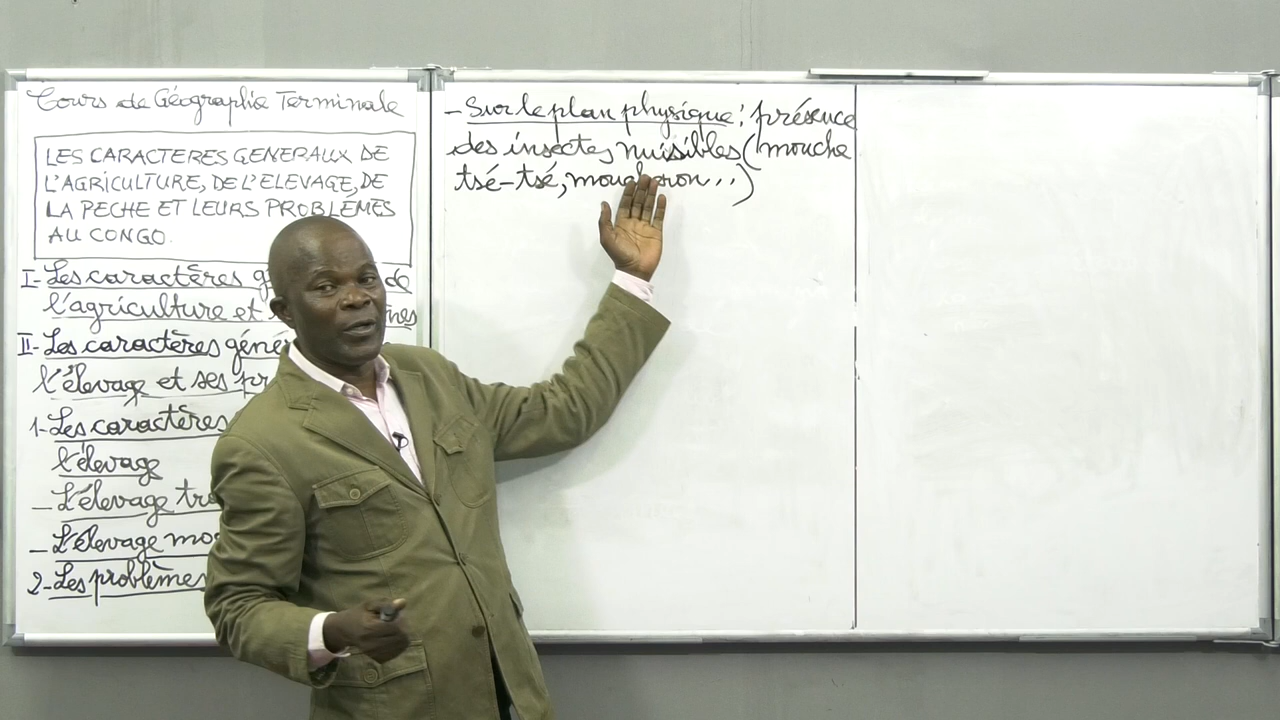 Cours de Géographie Terminale
LES CARACTERES GENERAUX DE
L'AGRICULTURE, DE L'ELEVAGE, DE
LA PECHE ET LEURS PROBLÉMES
AU CONGO.
I- Les caractères de
l'agriculture et
II- Les caractères
l'élevage et ses
1- Les caractères
l'élevage
- L'élevage
- L'élevage
2- Les problèmes
- Sur le plan physique : présence
des insectes nuisibles (mouche
tsé-tsé, moucheron...)